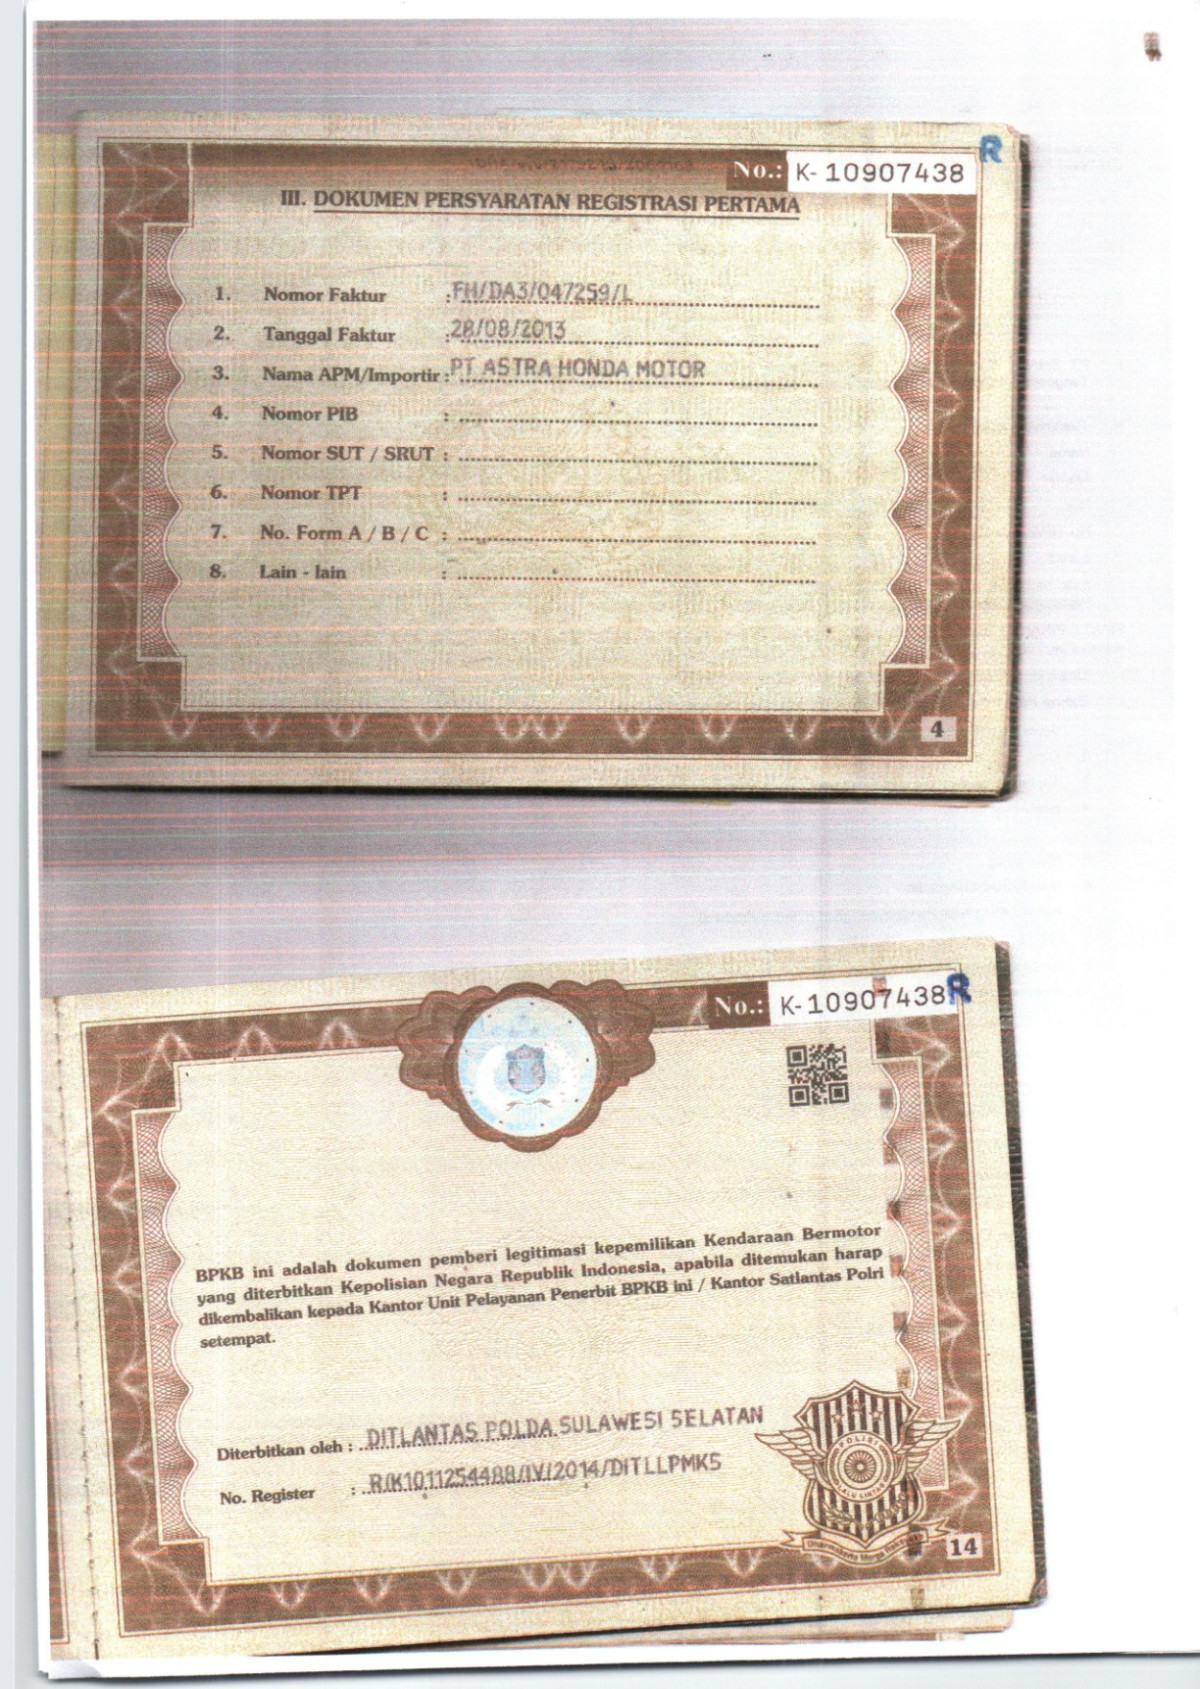 R
No.: K-10907438
III. DOKUMEN PERSYARATAN REGISTRASI PERTAMA
1. Nomor Faktur : FH/DA3/047259/L
2. Tanggal Faktur : 28/08/2013
3. Nama APM/Importir : PT ASTRA HONDA MOTOR
4. Nomor PIB :
5. Nomor SUT / SRUT :
6. Nomor TPT :
7. No. Form A / B / C :
8. Lain - lain :
4
No.: K-10907438 R
BPKB ini adalah dokumen pemberi legitimasi kepemilikan Kendaraan Bermotor
yang diterbitkan Kepolisian Negara Republik Indonesia, apabila ditemukan harap
dikembalikan kepada Kantor Unit Pelayanan Penerbit BPKB ini / Kantor Satlantas Polri
setempat.
Diterbitkan oleh : DITLANTAS POLDA SULAWESI SELATAN
No. Register : R/K1011254488/IV/2014/DITLLPMKS
POLISI
LALU LINTAS
14